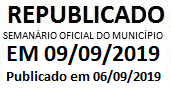 REPUBLICADO
SEMANÁRIO OFICIAL DO MUNICÍPIO
EM 09/09/2019
Publicado em 06/09/2019